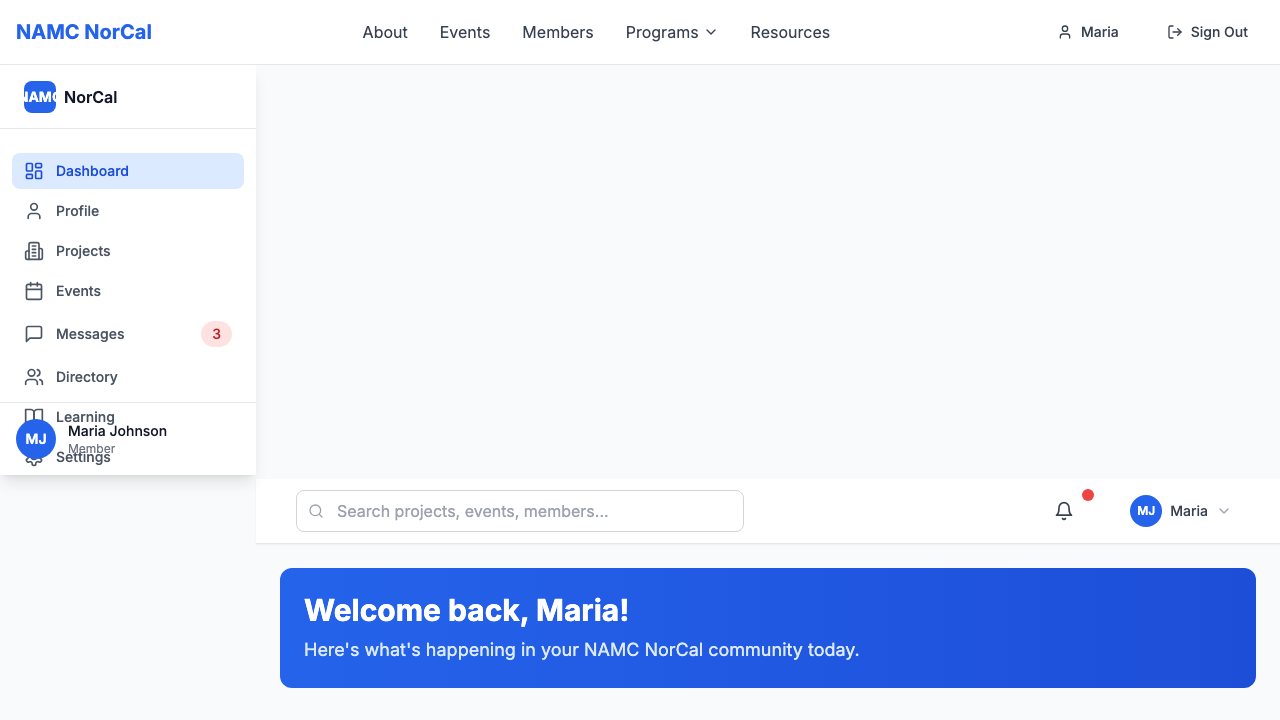 NAMC NorCal
About
Events
Members
Programs
Resources
Maria
Sign Out
NAMC
NorCal
Dashboard
Profile
Projects
Events
Messages
3
Directory
Learning
MJ
Maria Johnson
Member
Settings
Search projects, events, members...
MJ
Maria
Welcome back, Maria!
Here's what's happening in your NAMC NorCal community today.